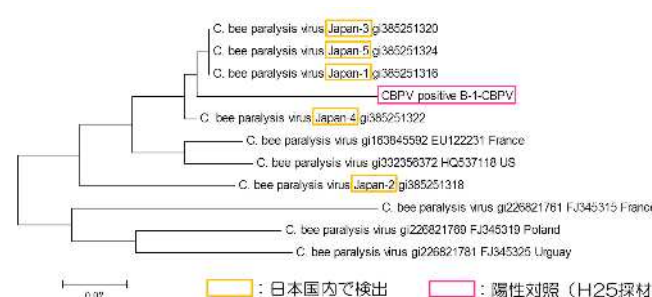 C. bee paralysis virus Japan-3 gi385251320
C. bee paralysis virus Japan-5 gi385251324
C. bee paralysis virus Japan-1 gi385251316
CBPV positive B-1-CBPV
C. bee paralysis virus Japan-4 gi385251322
C. bee paralysis virus gi163845592 EU122231 France
C. bee paralysis virus gi332356372 HQ537118 US
C. bee paralysis virus Japan-2 gi385251318
C. bee paralysis virus gi226821761 FJ345315 France
C. bee paralysis virus gi226821769 FJ345319 Poland
C. bee paralysis virus gi226821781 FJ345325 Urguay
：日本国内で検出 ：陽性対照（H25採材